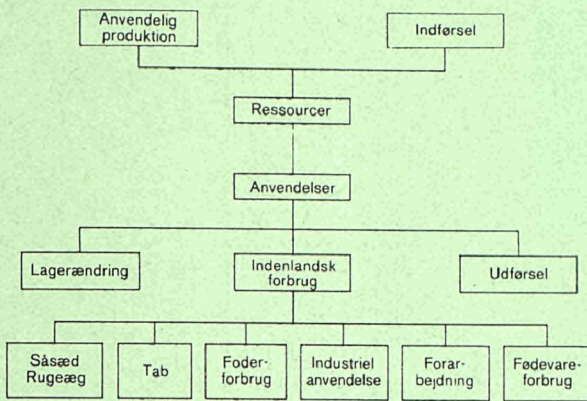 Anvendelig
produktion
Indførsel
Ressourcer
Anvendelser
Lagerændring
Indenlandsk
forbrug
Udførsel
Såsæd
Rugeæg
Tab
Foder-
forbrug
Industriel
anvendelse
Forar-
bejdning
Fødevare-
forbrug